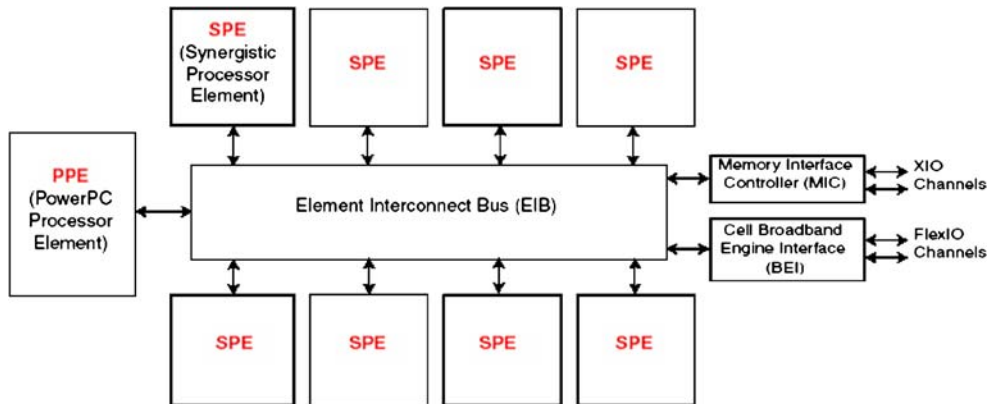 SPE
(Synergistic
Processor
Element)
SPE
SPE
SPE
PPE
(PowerPC
Processor
Element)
Element Interconnect Bus (EIB)
Memory Interface
Controller (MIC)
XIO
Channels
Cell Broadband
Engine Interface
(BEI)
FlexIO
Channels
SPE
SPE
SPE
SPE